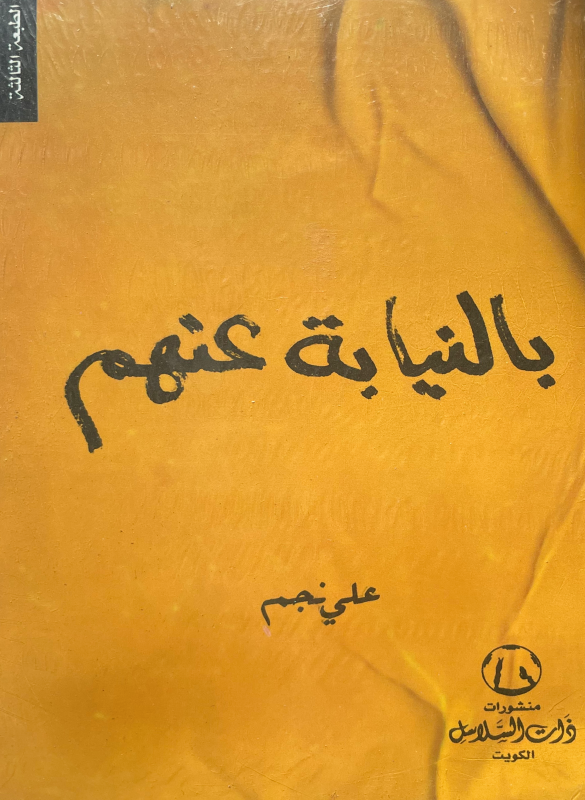 الطبعة الثالثة
بالنيابة عنهم
علي نجم
منشورات
ذات السلاسل
الكويت